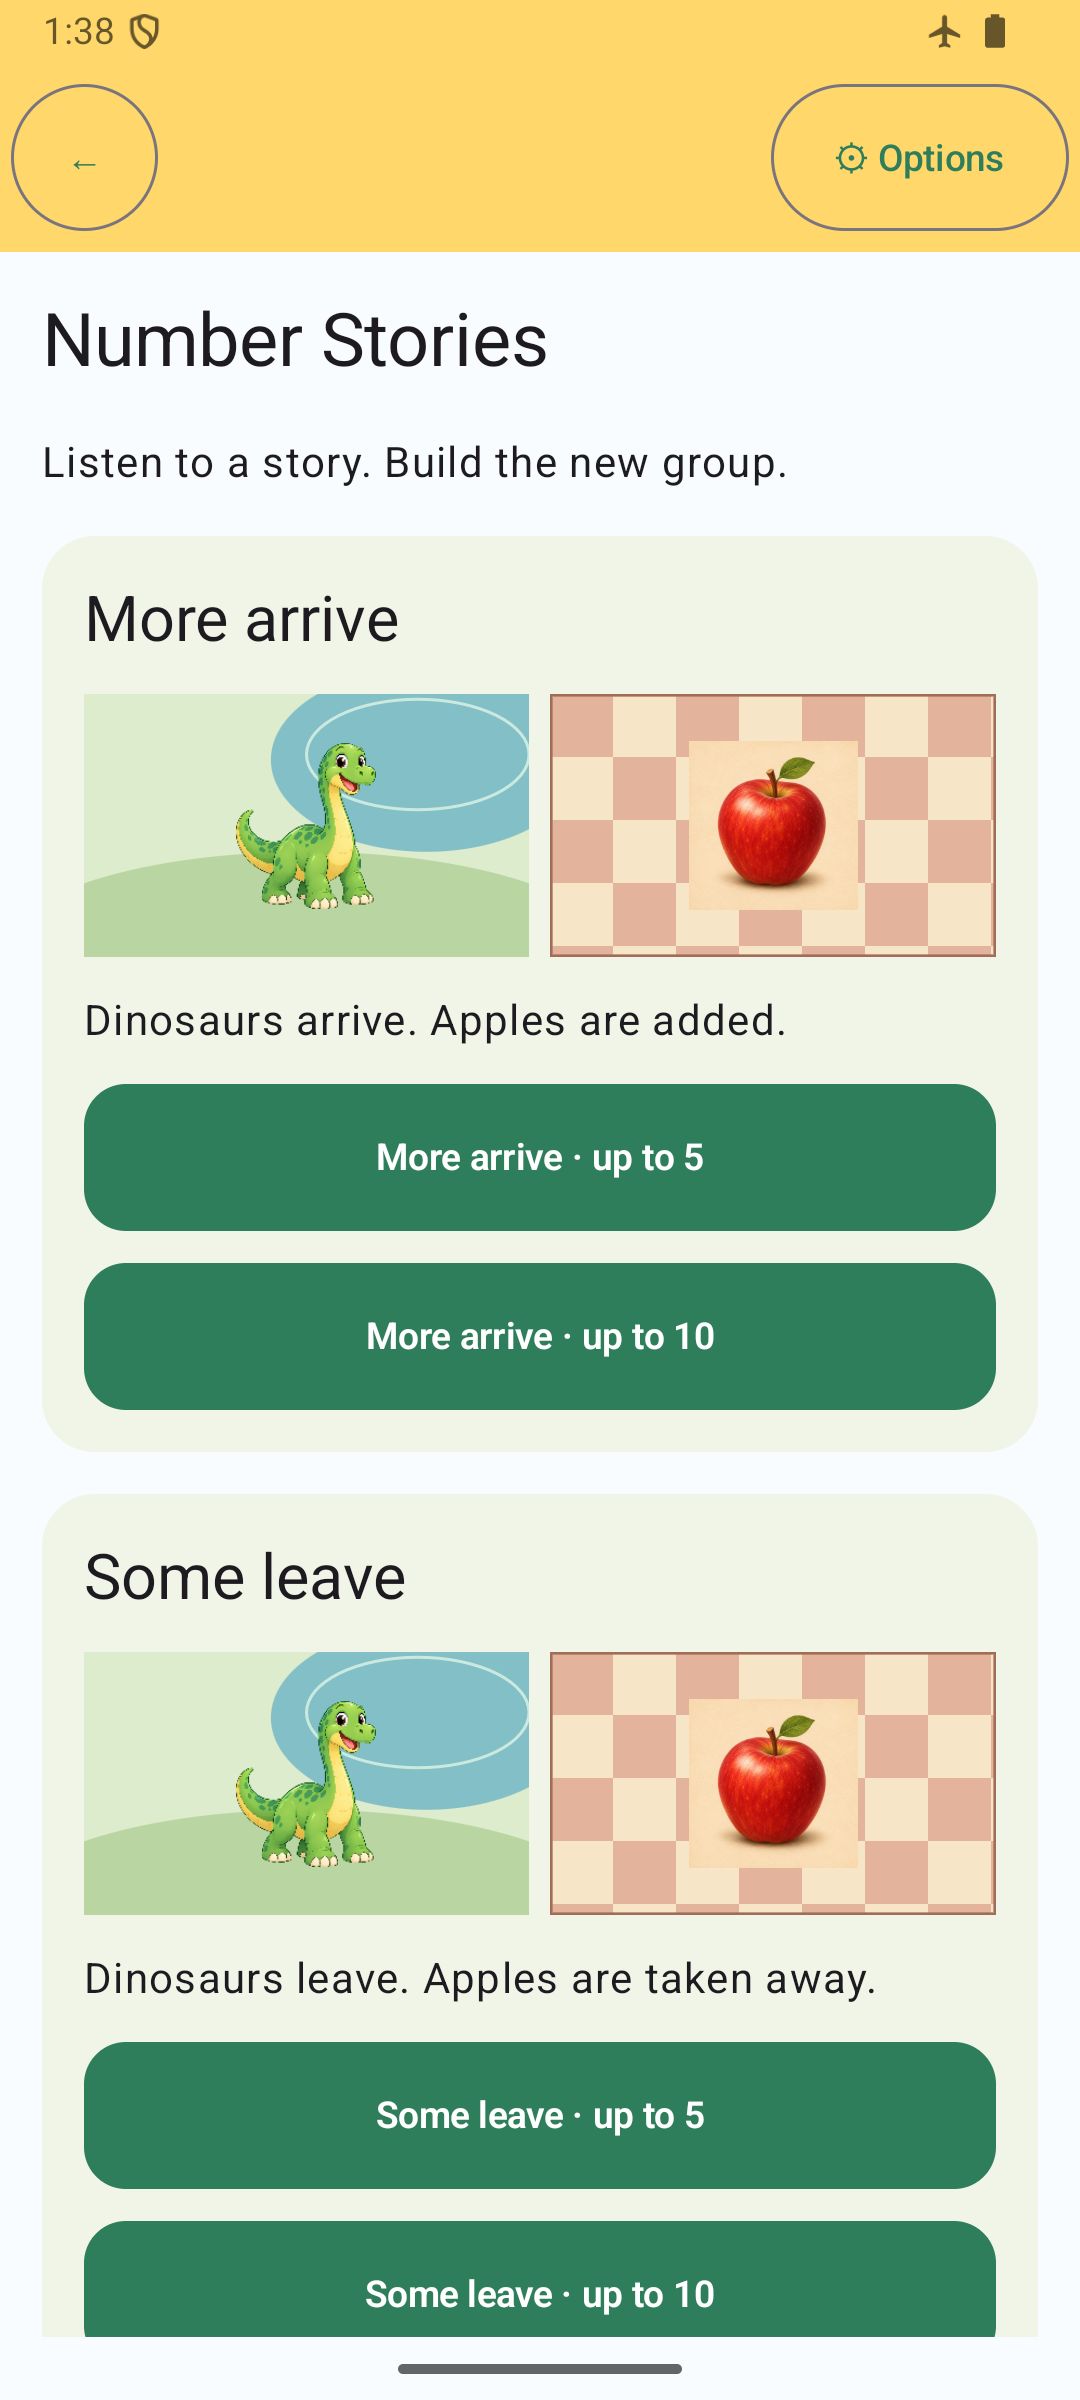 1:38
←
Options
Number Stories
Listen to a story. Build the new group.
More arrive
Dinosaurs arrive. Apples are added.
More arrive · up to 5
More arrive · up to 10
Some leave
Dinosaurs leave. Apples are taken away.
Some leave · up to 5
Some leave · up to 10